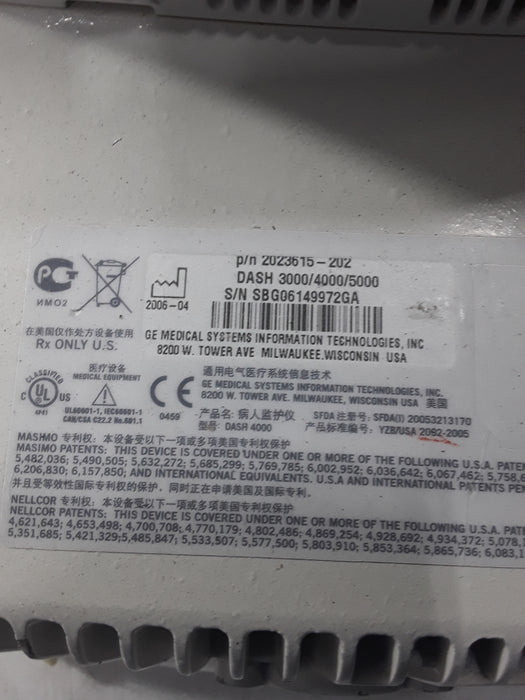 p/n 2023615-202
DASH 3000/4000/5000
S/N SBG06149972GA
ИМО2
2006-04
在美国仅作处方设备使用
Rx ONLY U.S.
GE MEDICAL SYSTEMS INFORMATION TECHNOLOGIES, INC
8200 W. TOWER AVE MILWAUKEE.WISCONSIN USA
CLASSIFIED
C UL US
4P41
医疗设备
MEDICAL EQUIPMENT
UL60601-1, IEC60601-1
CAN/CSA C22.2 No.601.1
CE
0459
通用电气医疗系统信息技术
GE MEDICAL SYSTEMS INFORMATION TECHNOLOGIES, INC.
8200 W. TOWER AVE. MILWAUKEE, WISCONSIN USA 美国
产品名: 病人监护仪 SFDA 注册号: SFDA(I) 20053213170
型号: DASH 4000 产品标准编号: YZB/USA 2062-2005
MASIMO 专利权: 本设备受以下一项或多项美国专利权保护
MASIMO PATENTS: THIS DEVICE IS COVERED UNDER ONE OR MORE OF THE FOLLOWING U.S.A. PATE
5,482,036; 5,490,505; 5,632,272; 5,685,299; 5,769,785; 6,002,952; 6,036,642; 6,067,462; 5,758,6
6,206,830; 6,157,850; AND INTERNATIONAL EQUIVALENTS. U.S.A AND INTERNATIONAL PATENTS PE
并且受等效性国际专利权的保护。同时正在申请美国及国际专利.
NELLCOR 专利权: 本设备受以下一项或多项美国专利权保护
NELLCOR PATENTS: THIS DEVICE IS COVERED UNDER ONE OR MORE OF THE FOLLOWING U.S.A. PAT
4,621,643; 4,653,498; 4,700,708; 4,770,179; 4,802,486; 4,869,254; 4,928,692; 4,934,372; 5,078,1
5,351,685; 5,421,329;5,485,847; 5,533,507; 5,577,500; 5,803,910; 5,853,364; 5,865,736; 6,083,1